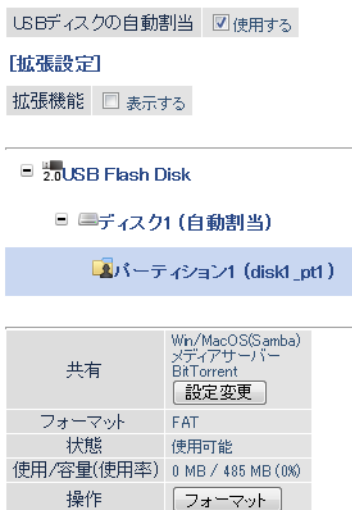 USBディスクの自動割当 使用する
[拡張設定]
拡張機能 表示する
2.0USB Flash Disk
ディスク1 (自動割当)
パーティション1 (disk1_pt1)
共有
Win/MacOS(Samba)
メディアサーバー
BitTorrent
設定変更
フォーマット FAT
状態 使用可能
使用/容量(使用率) 0 MB / 485 MB (0%)
操作 フォーマット